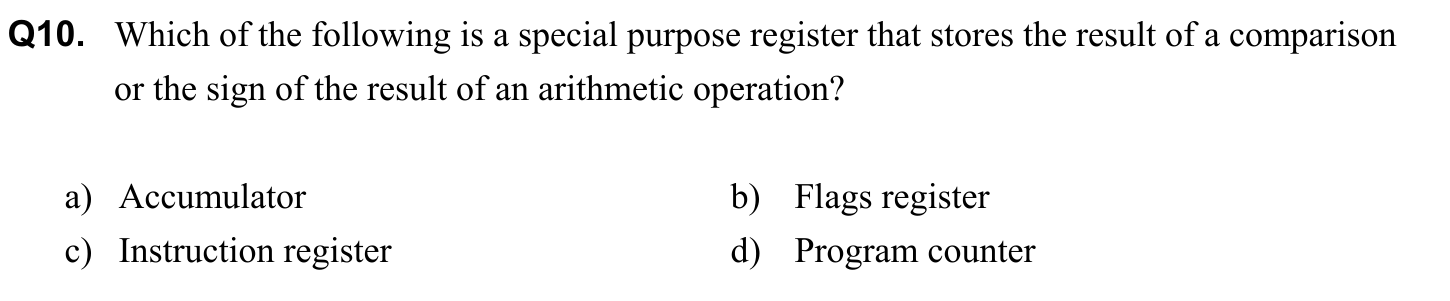 Q10. Which of the following is a special purpose register that stores the result of a comparison
or the sign of the result of an arithmetic operation?
a) Accumulator b) Flags register
c) Instruction register d) Program counter